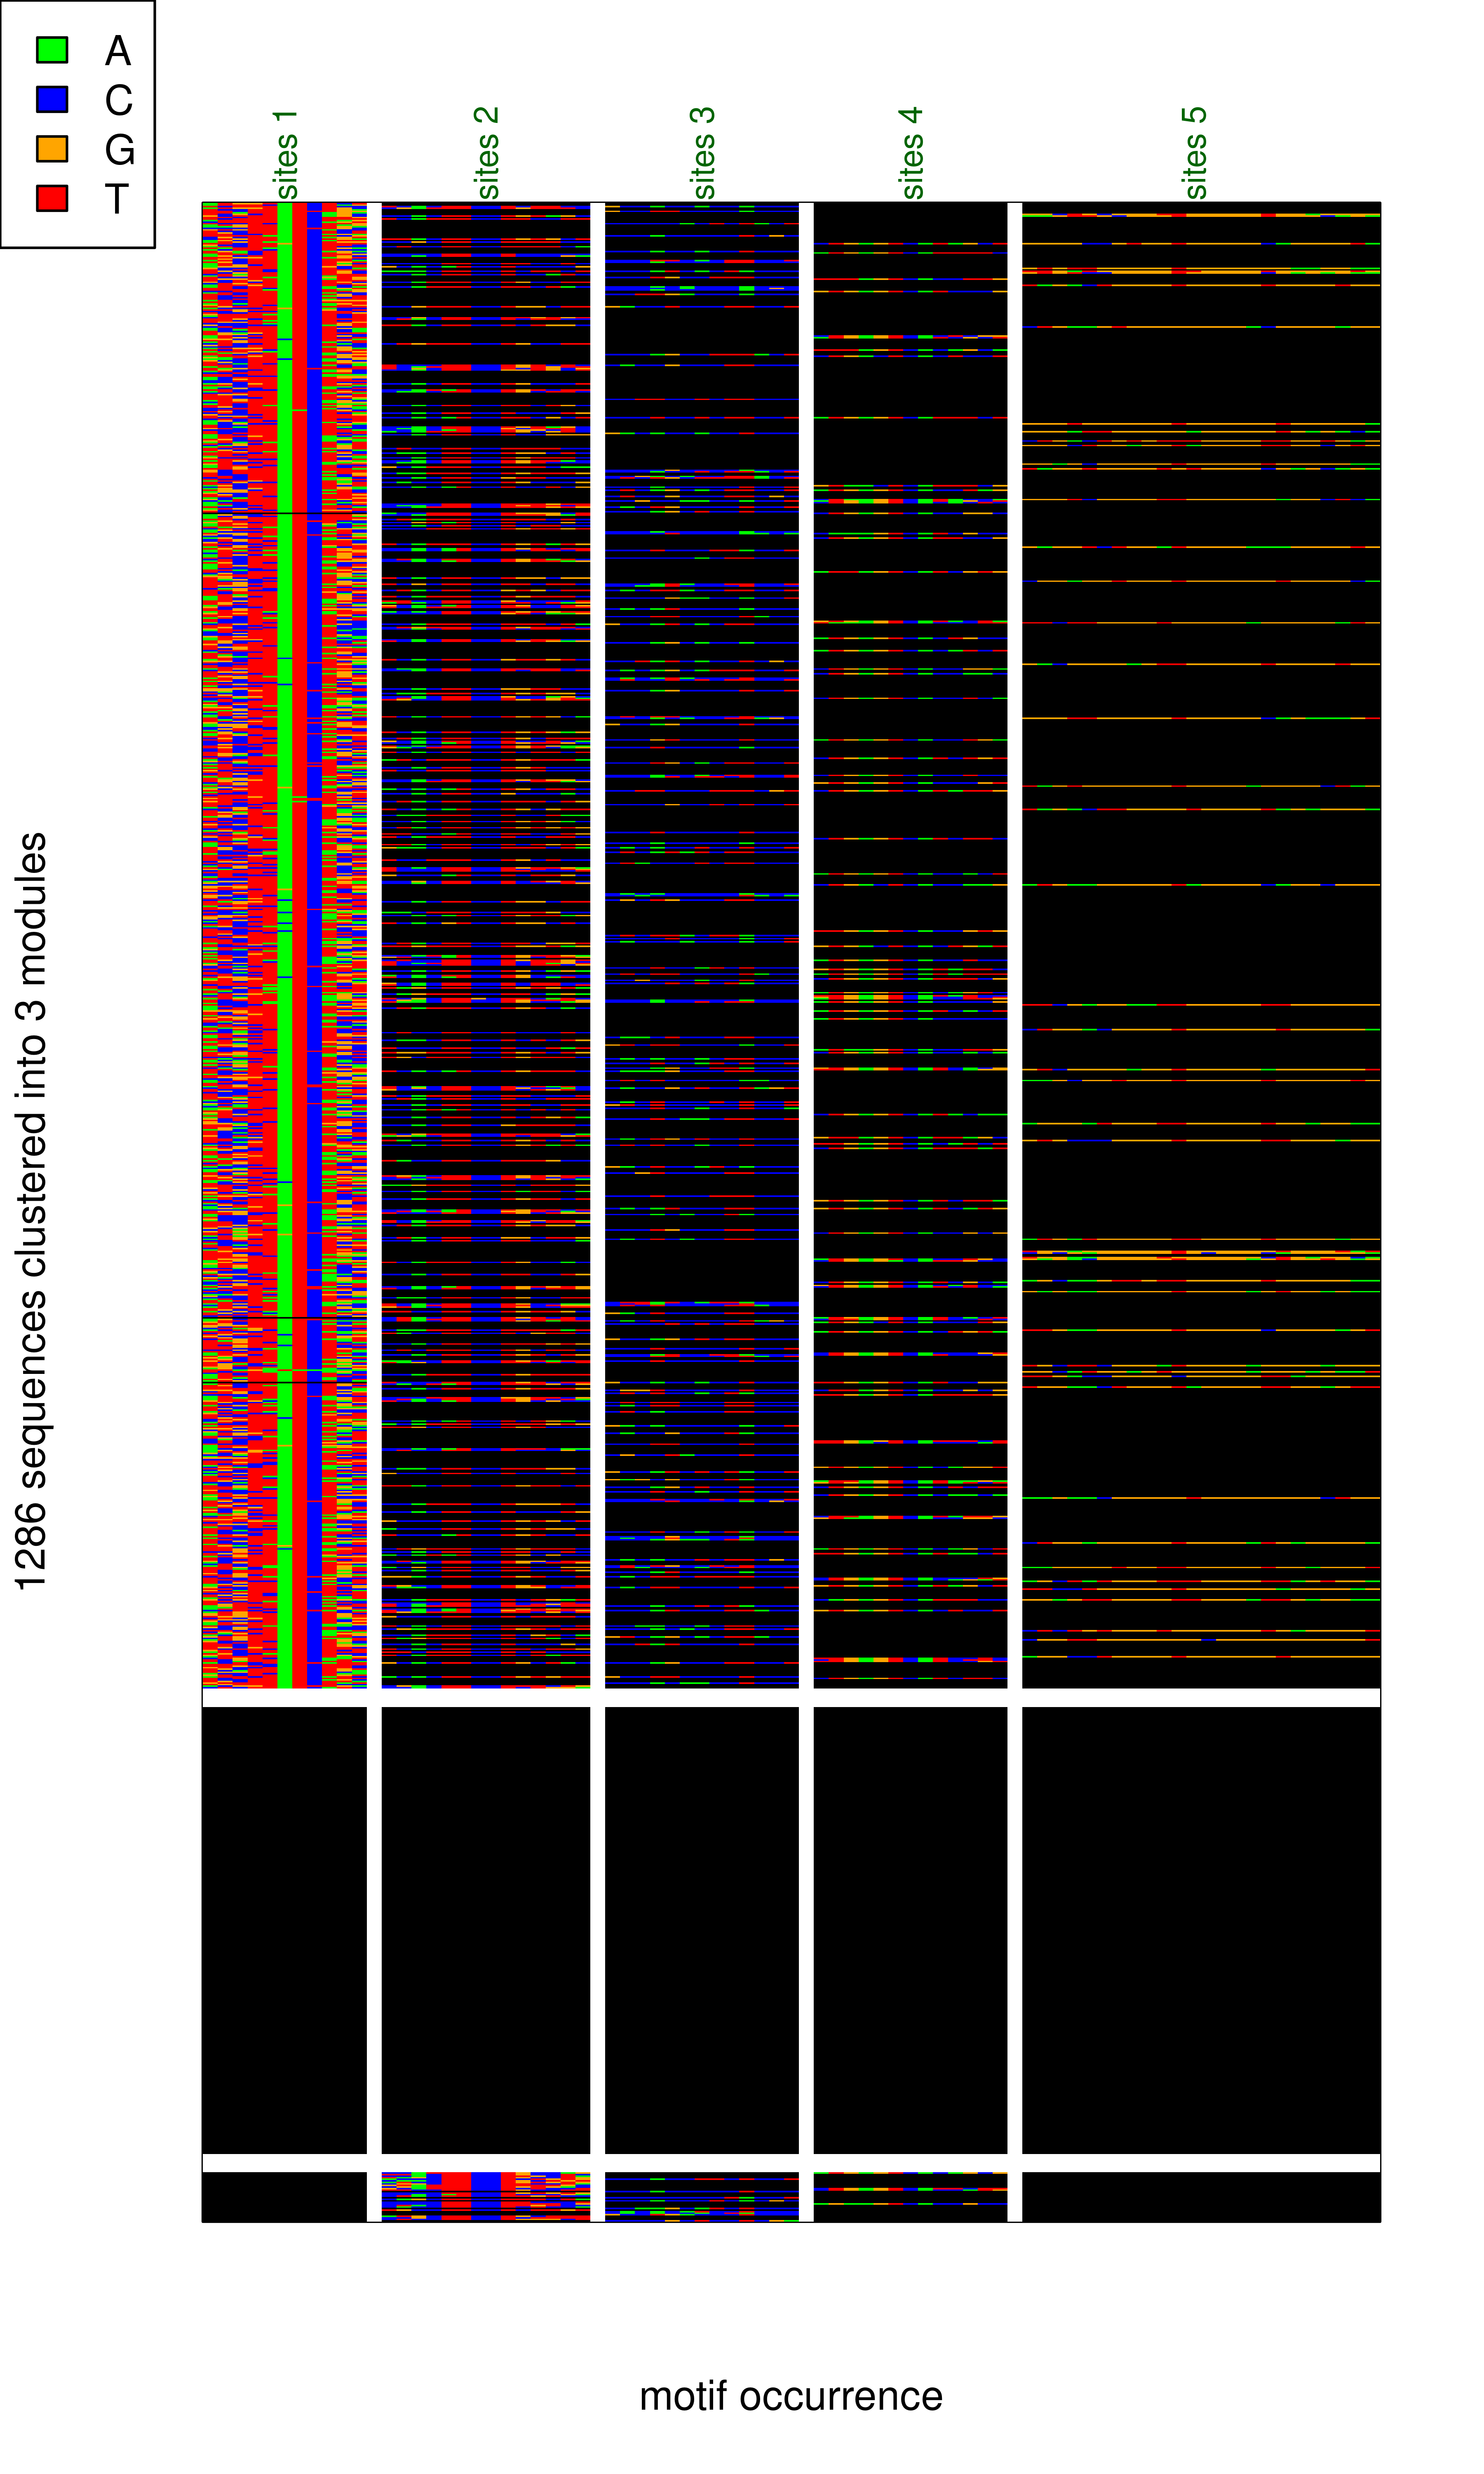 A
C
G
T
sites 1
sites 2
sites 3
sites 4
sites 5
1286 sequences clustered into 3 modules
motif occurrence